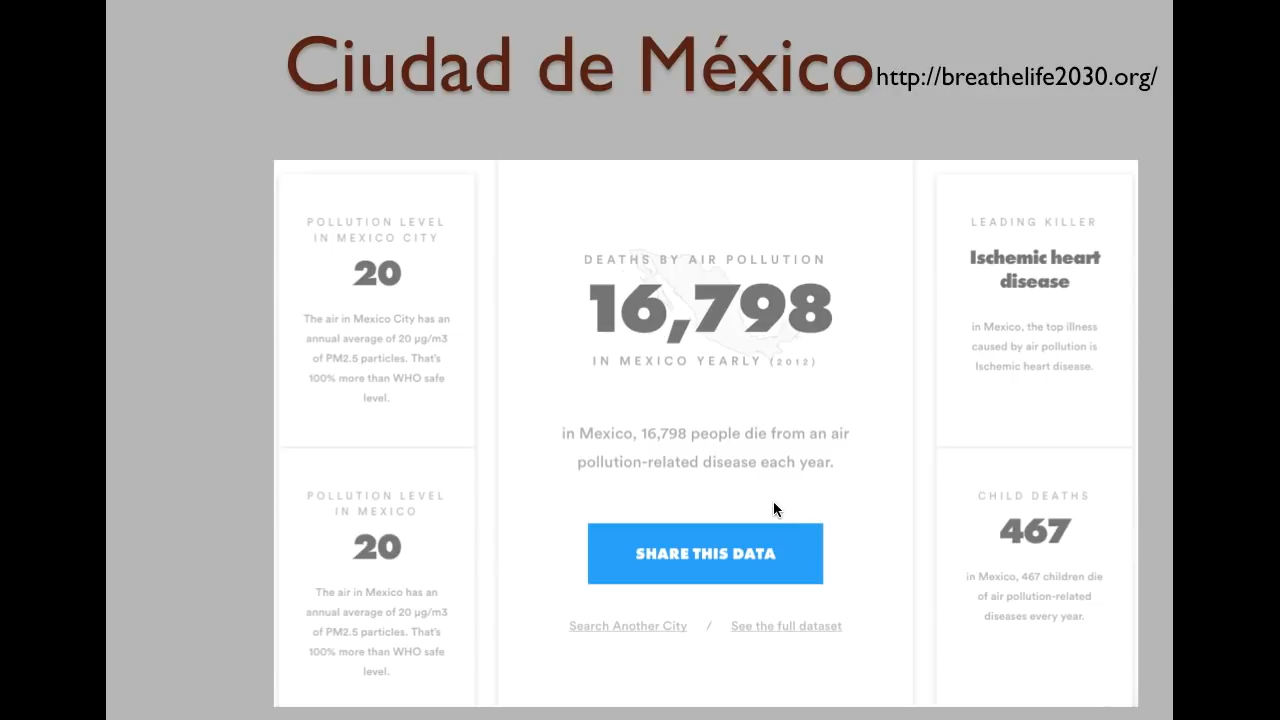 Ciudad de México http://breathelife2030.org/
POLLUTION LEVEL
IN MEXICO CITY
20
The air in Mexico City has an
annual average of 20 µg/m3
of PM2.5 particles. That's
100% more than WHO safe
level.
POLLUTION LEVEL
IN MEXICO
20
The air in Mexico has an
annual average of 20 µg/m3
of PM2.5 particles. That's
100% more than WHO safe
level.
DEATHS BY AIR POLLUTION
16,798
IN MEXICO YEARLY (2012)
in Mexico, 16,798 people die from an air
pollution-related disease each year.
SHARE THIS DATA
Search Another City / See the full dataset
LEADING KILLER
Ischemic heart
disease
in Mexico, the top illness
caused by air pollution is
Ischemic heart disease.
CHILD DEATHS
467
in Mexico, 467 children die
of air pollution-related
diseases every year.